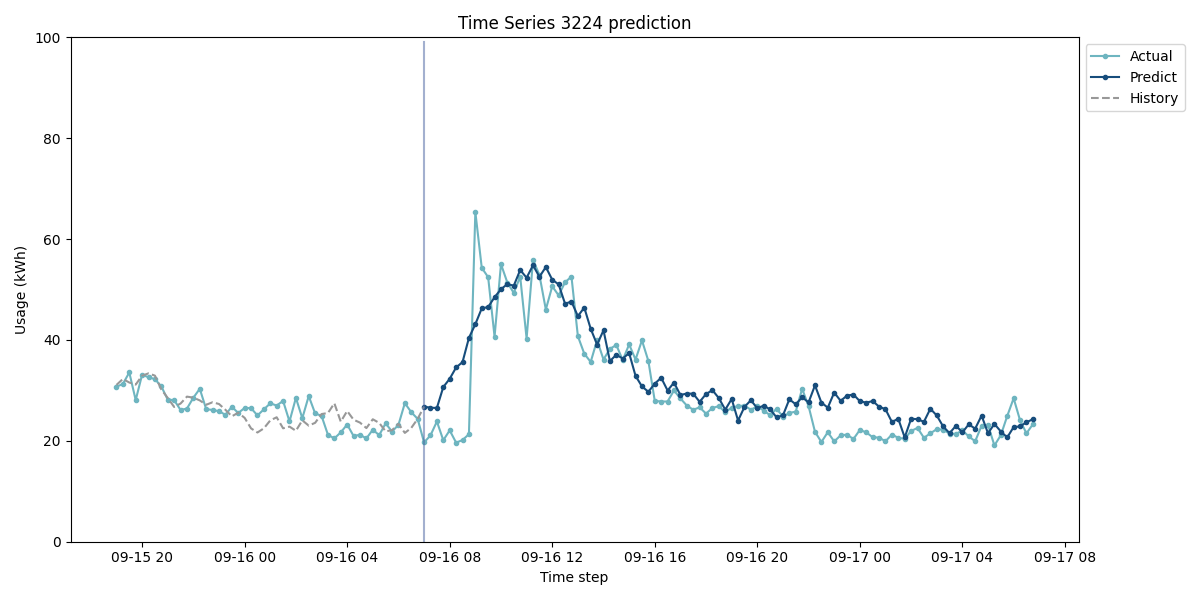 Time Series 3224 prediction
Usage (kWh)
100
80
60
40
20
0
09-15 20
09-16 00
09-16 04
09-16 08
09-16 12
09-16 16
09-16 20
09-17 00
09-17 04
09-17 08
Time step
Actual
Predict
History